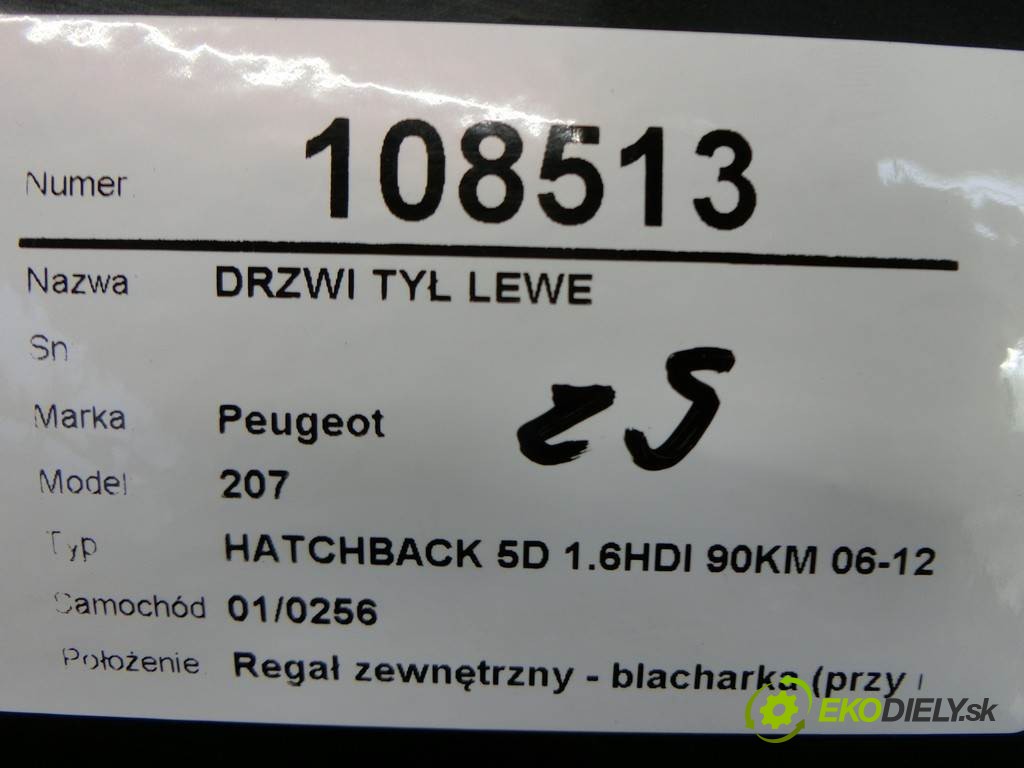 Numer 108513
Nazwa DRZWI TYŁ LEWE
Sn
Marka Peugeot
25
Model 207
Typ HATCHBACK 5D 1.6HDI 90KM 06-12
Samochód 01/0256
Położenie Regał zewnętrzny - blacharka (przy
EKODIELY.sk